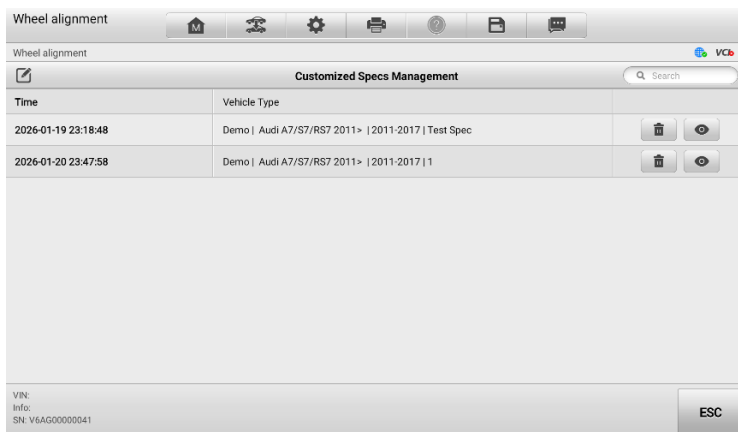 Wheel alignment
M
?
Wheel alignment
VCI
Customized Specs Management
Search
Time Vehicle Type
2026-01-19 23:18:48 Demo | Audi A7/S7/RS7 2011> | 2011-2017 | Test Spec
2026-01-20 23:47:58 Demo | Audi A7/S7/RS7 2011> | 2011-2017 | 1
VIN:
Info:
SN: V6AG00000041
ESC